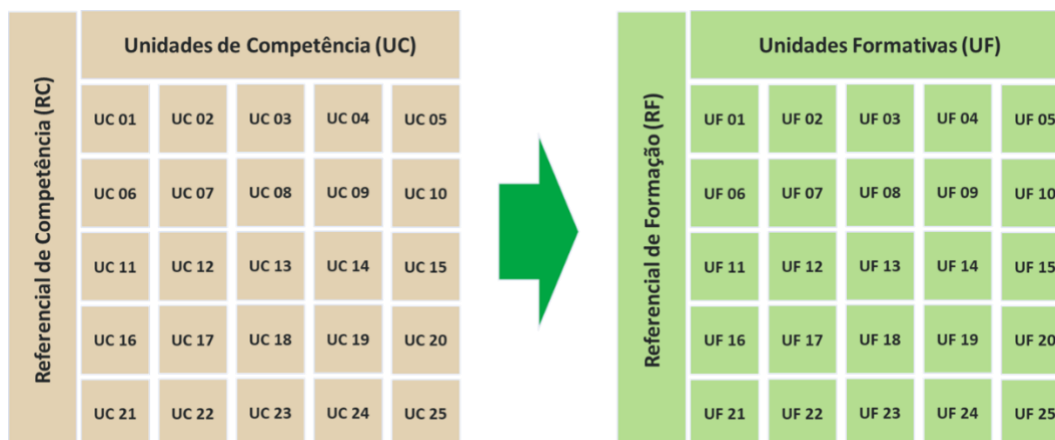 Referencial de Competência (RC)
Unidades de Competência (UC)
UC 01 UC 02 UC 03 UC 04 UC 05
UC 06 UC 07 UC 08 UC 09 UC 10
UC 11 UC 12 UC 13 UC 14 UC 15
UC 16 UC 17 UC 18 UC 19 UC 20
UC 21 UC 22 UC 23 UC 24 UC 25
Referencial de Formação (RF)
Unidades Formativas (UF)
UF 01 UF 02 UF 03 UF 04 UF 05
UF 06 UF 07 UF 08 UF 09 UF 10
UF 11 UF 12 UF 13 UF 14 UF 15
UF 16 UF 17 UF 18 UF 19 UF 20
UF 21 UF 22 UF 23 UF 24 UF 25